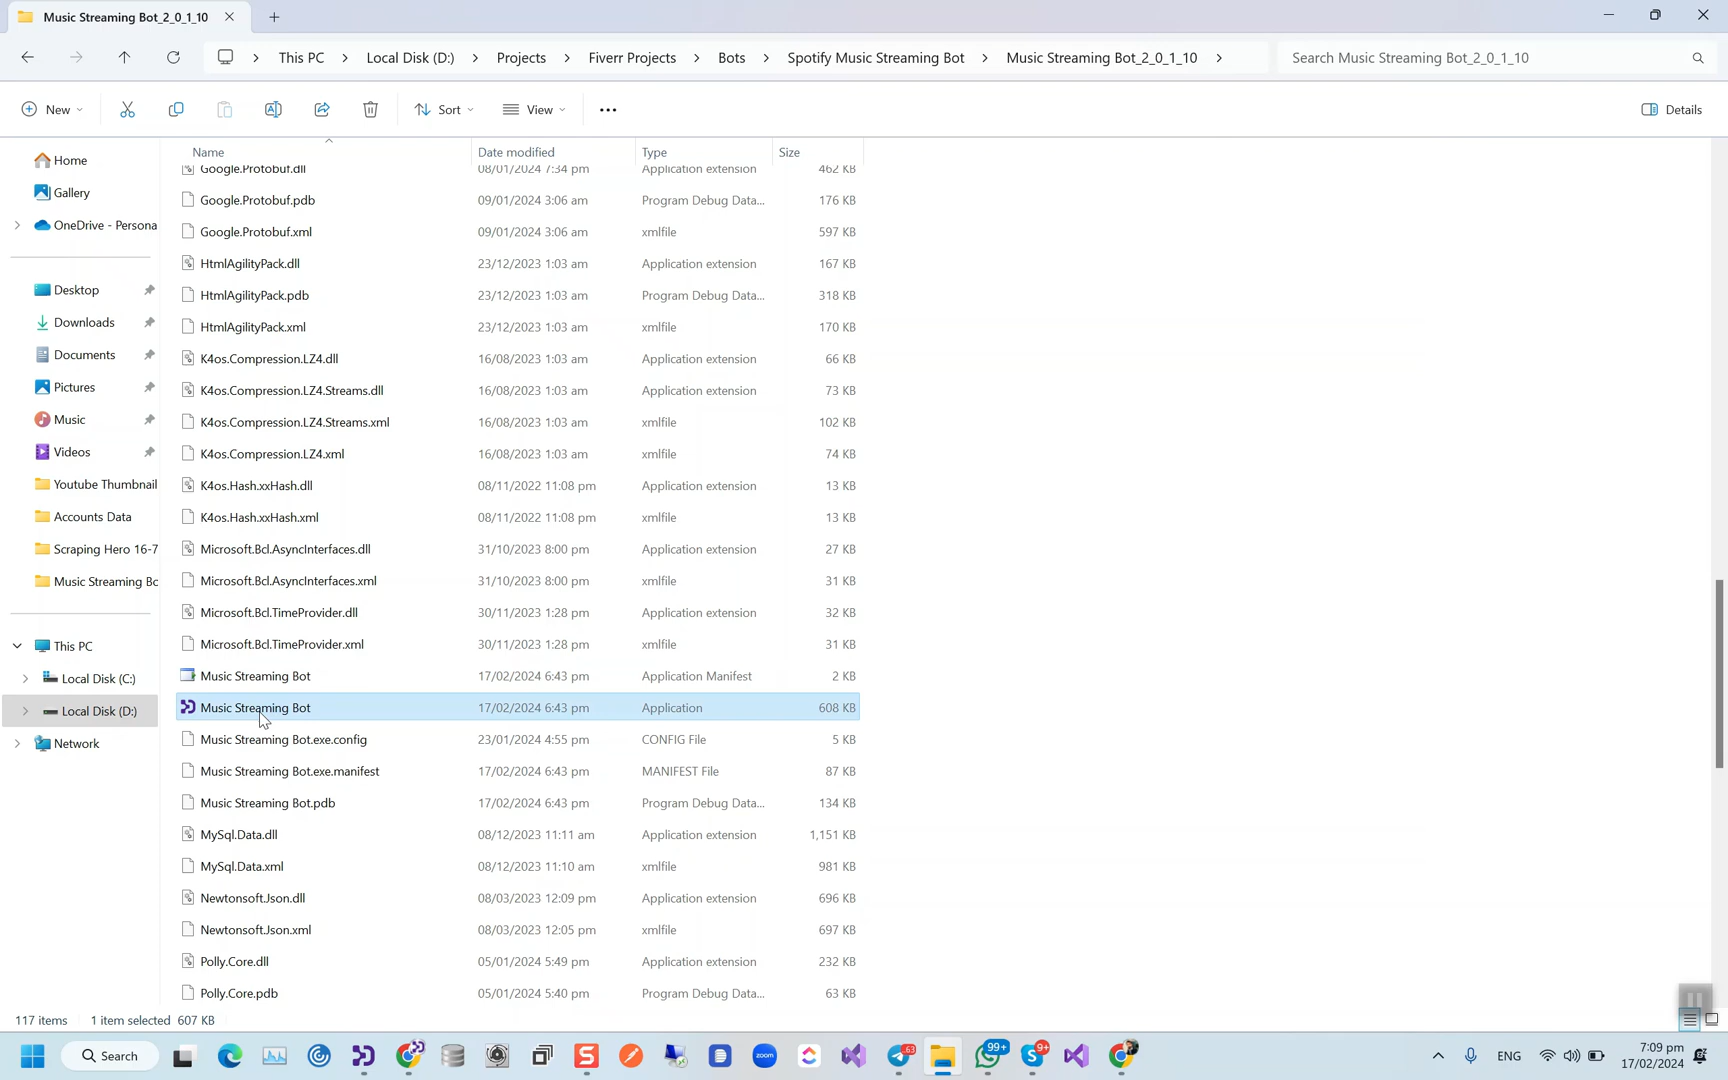 Music Streaming Bot_2_0_1_10
This PC > Local Disk (D:) > Projects > Fiverr Projects > Bots > Spotify Music Streaming Bot > Music Streaming Bot_2_0_1_10 >
Search Music Streaming Bot_2_0_1_10
New
Sort
View
Details
Home
Gallery
OneDrive - Persona
Desktop
Downloads
Documents
Pictures
Music
Videos
Youtube Thumbnail
Accounts Data
Scraping Hero 16-7
Music Streaming Bo
This PC
Local Disk (C:)
Local Disk (D:)
Network
Name Date modified Type Size
Google.Protobuf.dll 08/01/2024 7:34 pm Application extension 462 KB
Google.Protobuf.pdb 09/01/2024 3:06 am Program Debug Data... 176 KB
Google.Protobuf.xml 09/01/2024 3:06 am xmlfile 597 KB
HtmlAgilityPack.dll 23/12/2023 1:03 am Application extension 167 KB
HtmlAgilityPack.pdb 23/12/2023 1:03 am Program Debug Data... 318 KB
HtmlAgilityPack.xml 23/12/2023 1:03 am xmlfile 170 KB
K4os.Compression.LZ4.dll 16/08/2023 1:03 am Application extension 66 KB
K4os.Compression.LZ4.Streams.dll 16/08/2023 1:03 am Application extension 73 KB
K4os.Compression.LZ4.Streams.xml 16/08/2023 1:03 am xmlfile 102 KB
K4os.Compression.LZ4.xml 16/08/2023 1:03 am xmlfile 74 KB
K4os.Hash.xxHash.dll 08/11/2022 11:08 pm Application extension 13 KB
K4os.Hash.xxHash.xml 08/11/2022 11:08 pm xmlfile 13 KB
Microsoft.Bcl.AsyncInterfaces.dll 31/10/2023 8:00 pm Application extension 27 KB
Microsoft.Bcl.AsyncInterfaces.xml 31/10/2023 8:00 pm xmlfile 31 KB
Microsoft.Bcl.TimeProvider.dll 30/11/2023 1:28 pm Application extension 32 KB
Microsoft.Bcl.TimeProvider.xml 30/11/2023 1:28 pm xmlfile 31 KB
Music Streaming Bot 17/02/2024 6:43 pm Application Manifest 2 KB
Music Streaming Bot 17/02/2024 6:43 pm Application 608 KB
Music Streaming Bot.exe.config 23/01/2024 4:55 pm CONFIG File 5 KB
Music Streaming Bot.exe.manifest 17/02/2024 6:43 pm MANIFEST File 87 KB
Music Streaming Bot.pdb 17/02/2024 6:43 pm Program Debug Data... 134 KB
MySql.Data.dll 08/12/2023 11:11 am Application extension 1,151 KB
MySql.Data.xml 08/12/2023 11:10 am xmlfile 981 KB
Newtonsoft.Json.dll 08/03/2023 12:09 pm Application extension 696 KB
Newtonsoft.Json.xml 08/03/2023 12:05 pm xmlfile 697 KB
Polly.Core.dll 05/01/2024 5:49 pm Application extension 232 KB
Polly.Core.pdb 05/01/2024 5:40 pm Program Debug Data... 63 KB
117 items 1 item selected 607 KB
Search
zoom
63
99+
9+
ENG
7:09 pm
17/02/2024